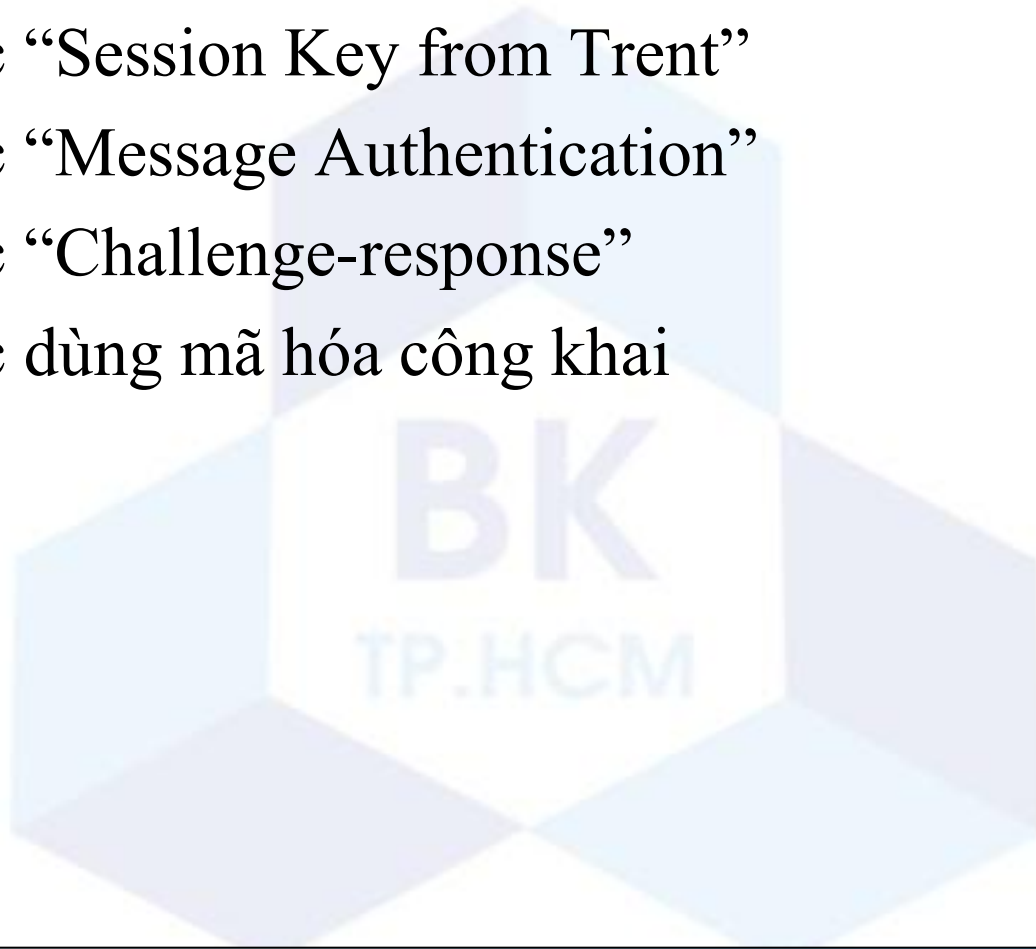 “Session Key from Trent”
“Message Authentication”
“Challenge-response”
dùng mã hóa công khai
BK
TP.HCM